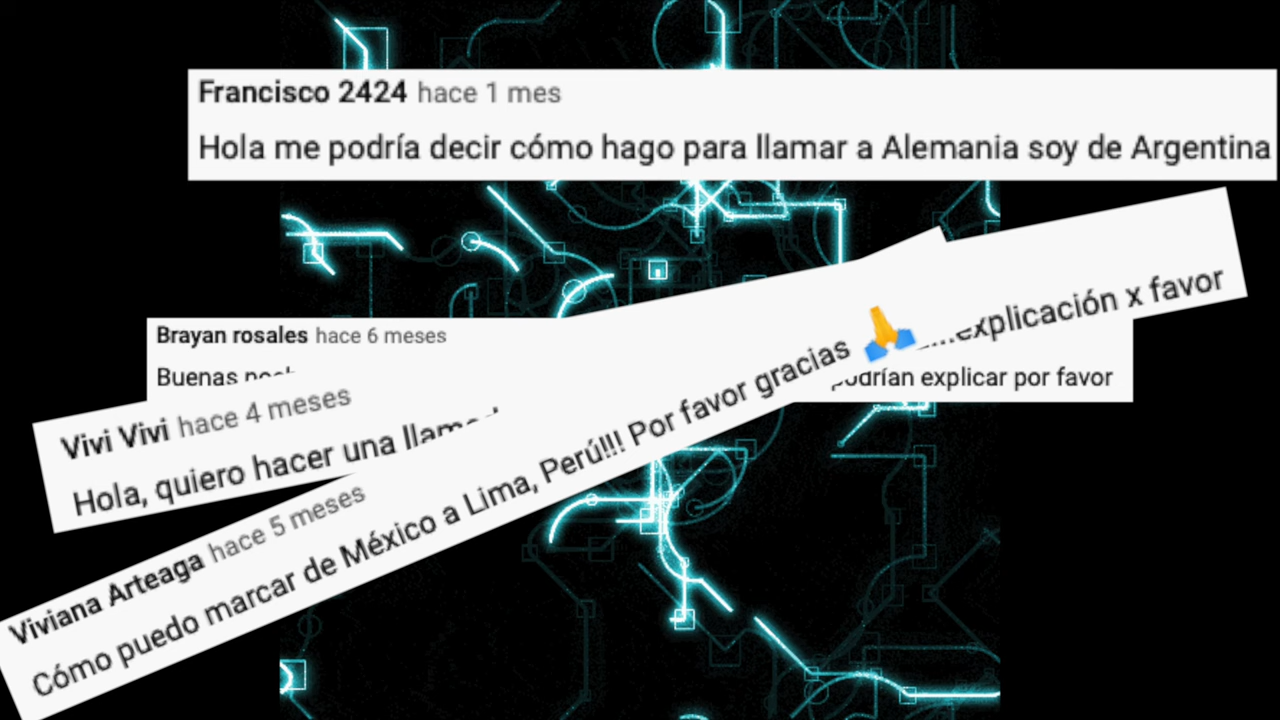 Francisco 2424 hace 1 mes
Hola me podría decir cómo hago para llamar a Alemania soy de Argentina
Brayan rosales hace 6 meses
Buenas
podrían explicar por favor
Vivi Vivi hace 4 meses
Hola, quiero hacer una
explicación x favor
Viviana Arteaga hace 5 meses
Cómo puedo marcar de México a Lima, Perú!!! Por favor gracias 🙏